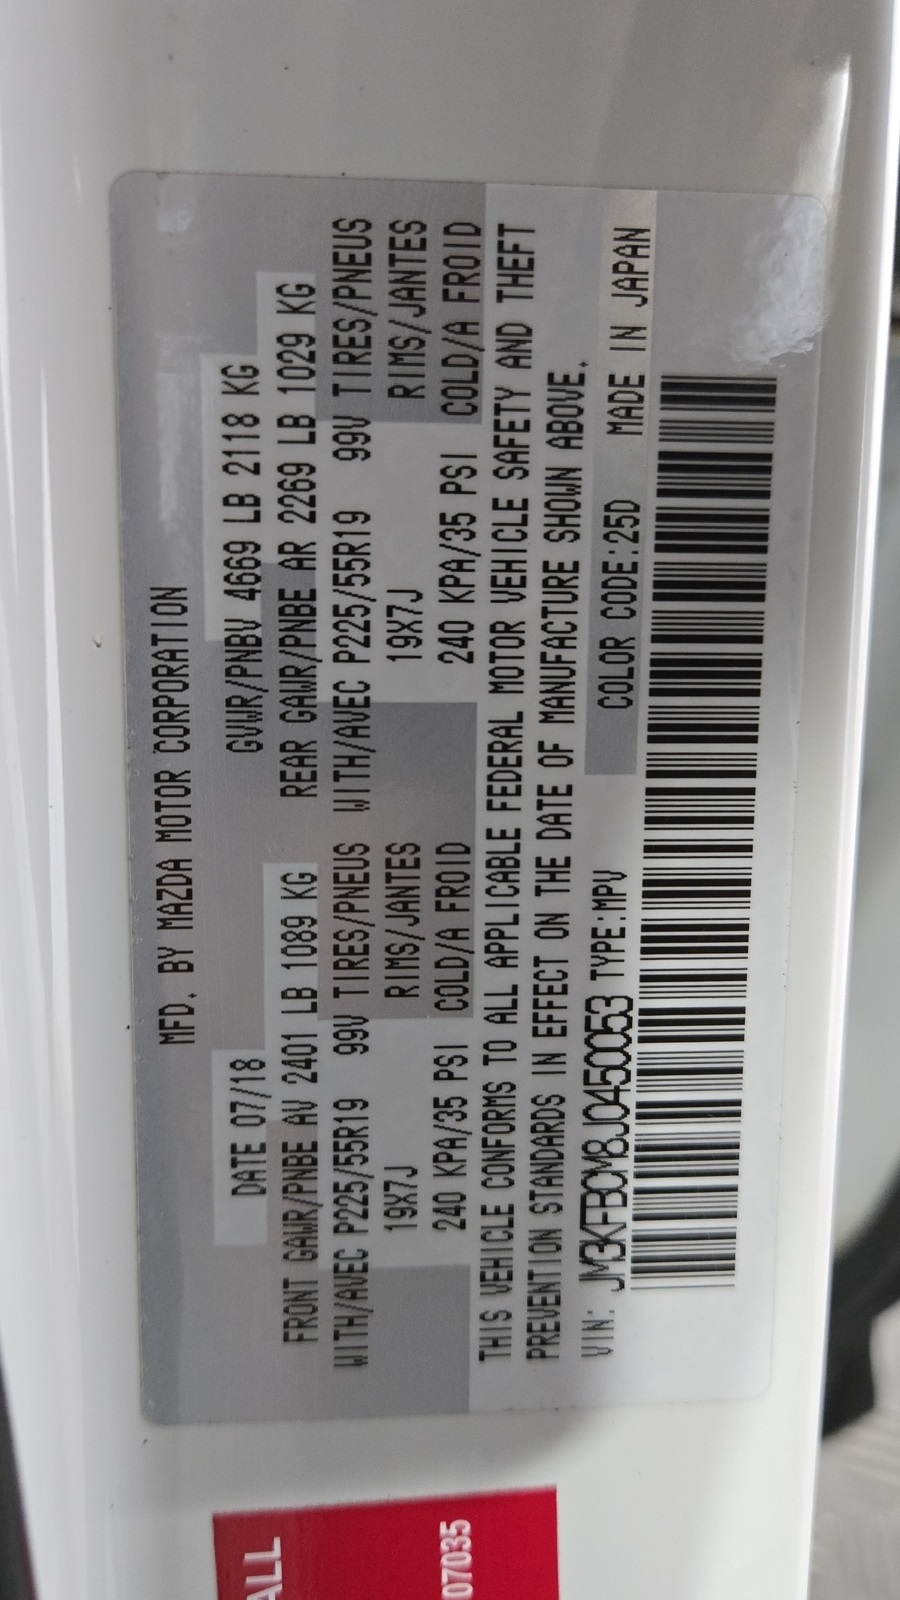 MFD. BY MAZDA MOTOR CORPORATION
DATE 07/18 GVWR/PNBV 4669 LB 2118 KG
FRONT GAWR/PNBE AV 2401 LB 1089 KG REAR GAWR/PNBE AR 2269 LB 1029 KG
WITH/AVEC P225/55R19 99V TIRES/PNEUS WITH/AVEC P225/55R19 99V TIRES/PNEUS
19X7J RIMS/JANTES 19X7J RIMS/JANTES
240 KPA/35 PSI COLD/A FROID 240 KPA/35 PSI COLD/A FROID
THIS VEHICLE CONFORMS TO ALL APPLICABLE FEDERAL MOTOR VEHICLE SAFETY AND THEFT
PREVENTION STANDARDS IN EFFECT ON THE DATE OF MANUFACTURE SHOWN ABOVE.
VIN: JM3KFBCM8J0450053 TYPE:MPV COLOR CODE:25D MADE IN JAPAN
ALL
07035